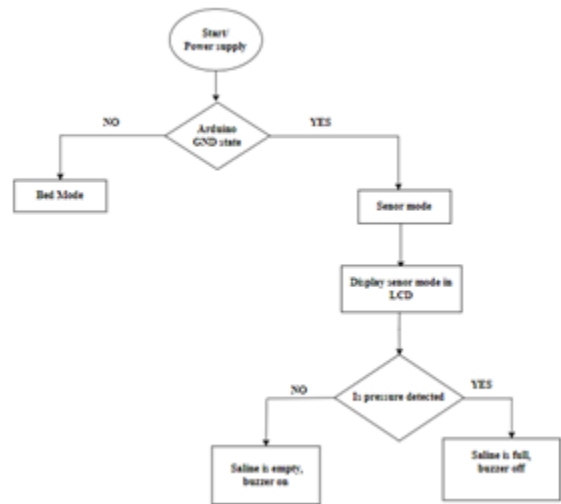 Start/
Power supply
NO
Arduino
GND state
YES
Bed Mode
Senor mode
Display senor mode in
LCD
NO
Is pressure detected
YES
Saline is empty,
buzzer on
Saline is full,
buzzer off